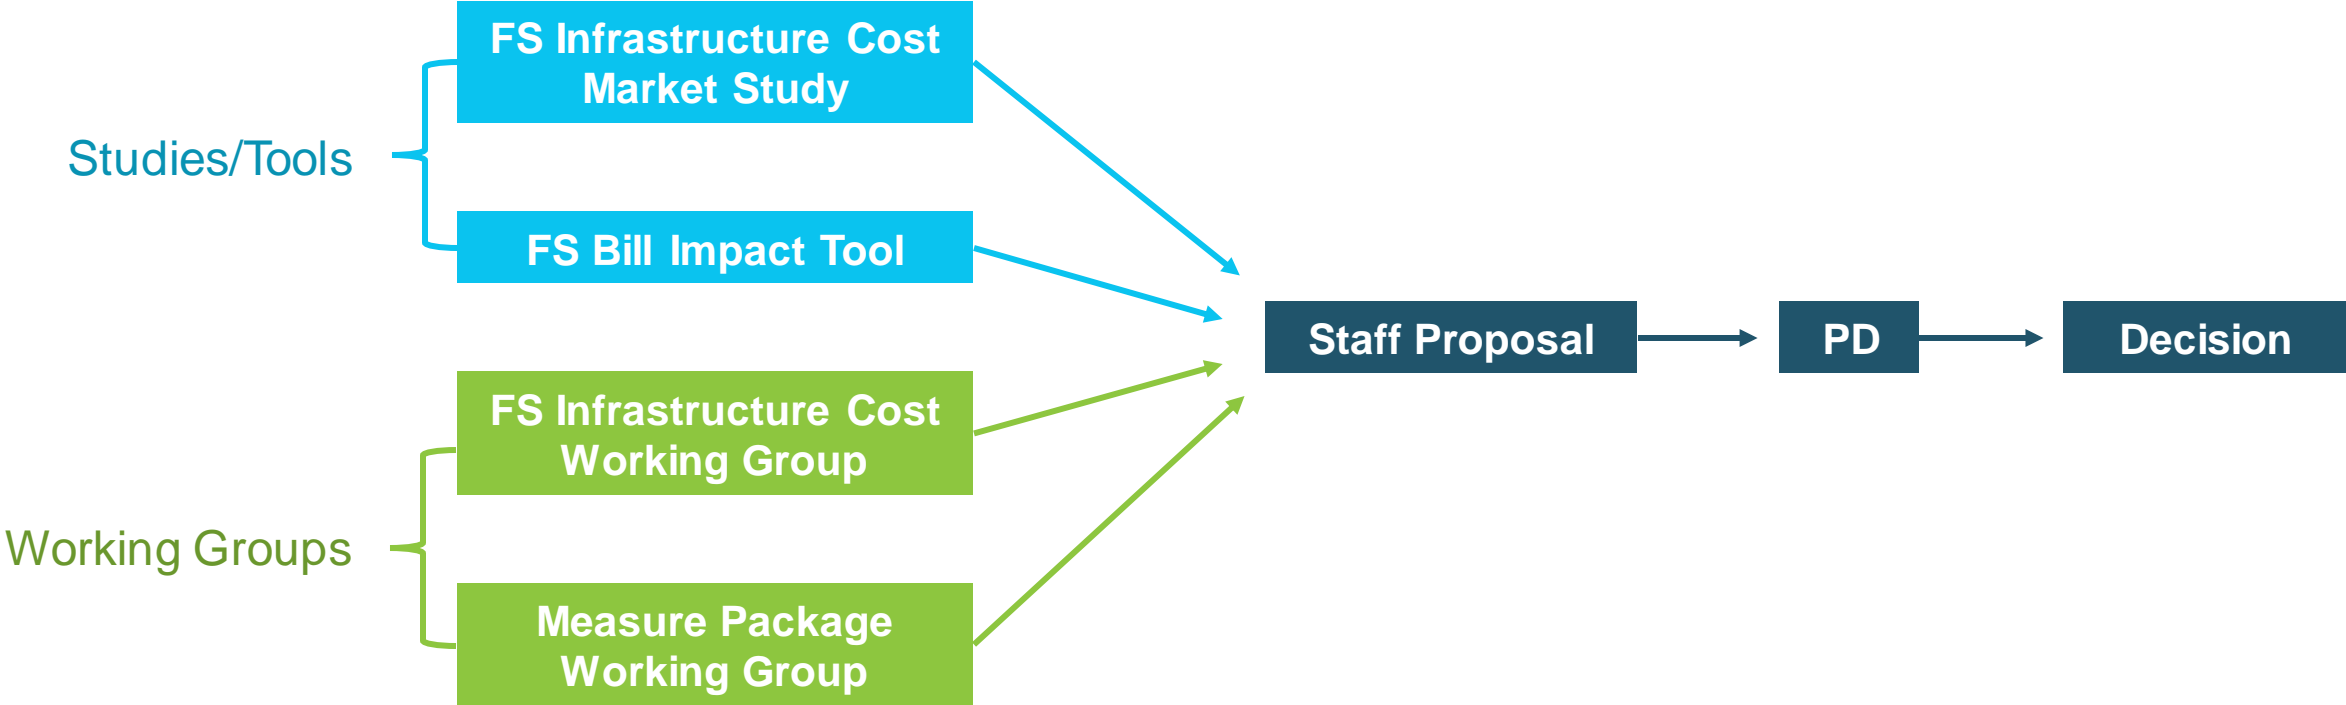 Studies/Tools
FS Infrastructure Cost
Market Study
FS Bill Impact Tool
Working Groups
FS Infrastructure Cost
Working Group
Measure Package
Working Group
Staff Proposal
PD
Decision